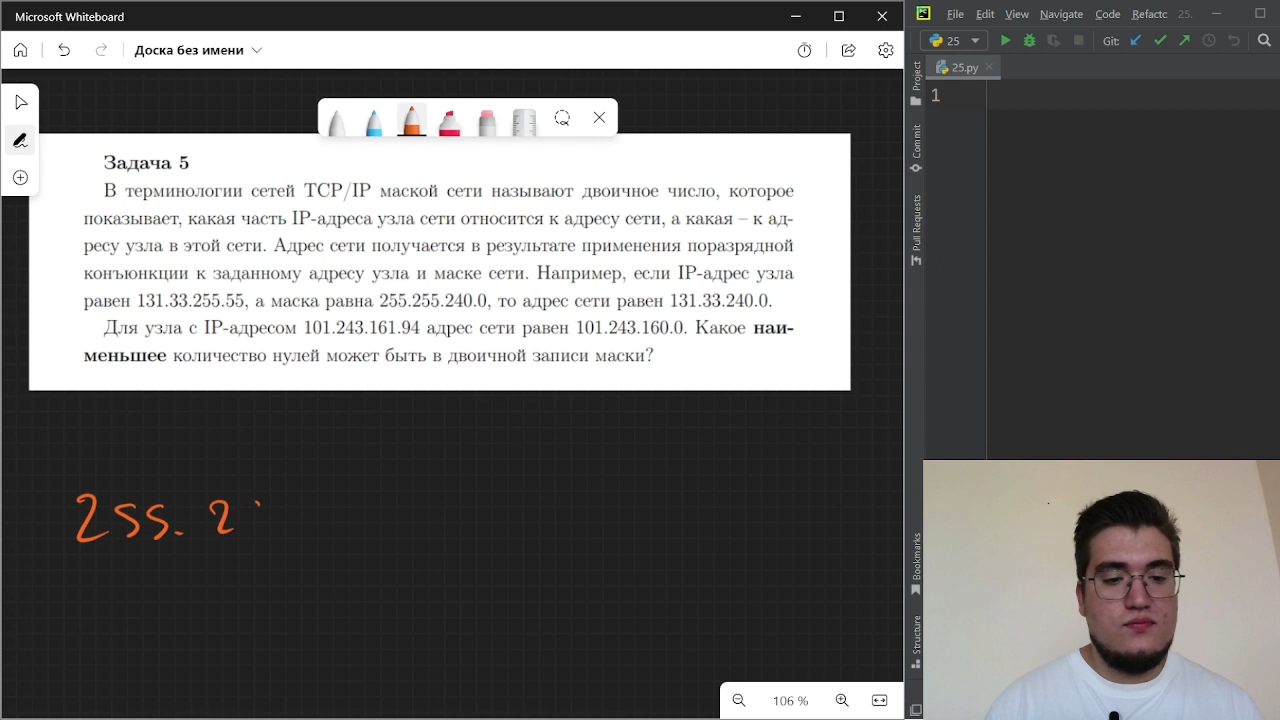 Microsoft Whiteboard
Доска без имени
File Edit View Navigate Code Refactc 25.
25 Git:
25.py
1
Project
Commit
Pull Requests
Bookmarks
Structure
Задача 5
В терминологии сетей TCP/IP маской сети называют двоичное число, которое
показывает, какая часть IP-адреса узла сети относится к адресу сети, а какая – к ад-
ресу узла в этой сети. Адрес сети получается в результате применения поразрядной
конъюнкции к заданному адресу узла и маске сети. Например, если IP-адрес узла
равен 131.33.255.55, а маска равна 255.255.240.0, то адрес сети равен 131.33.240.0.
Для узла с IP-адресом 101.243.161.94 адрес сети равен 101.243.160.0. Какое наи-
меньшее количество нулей может быть в двоичной записи маски?
255. 2
106 %